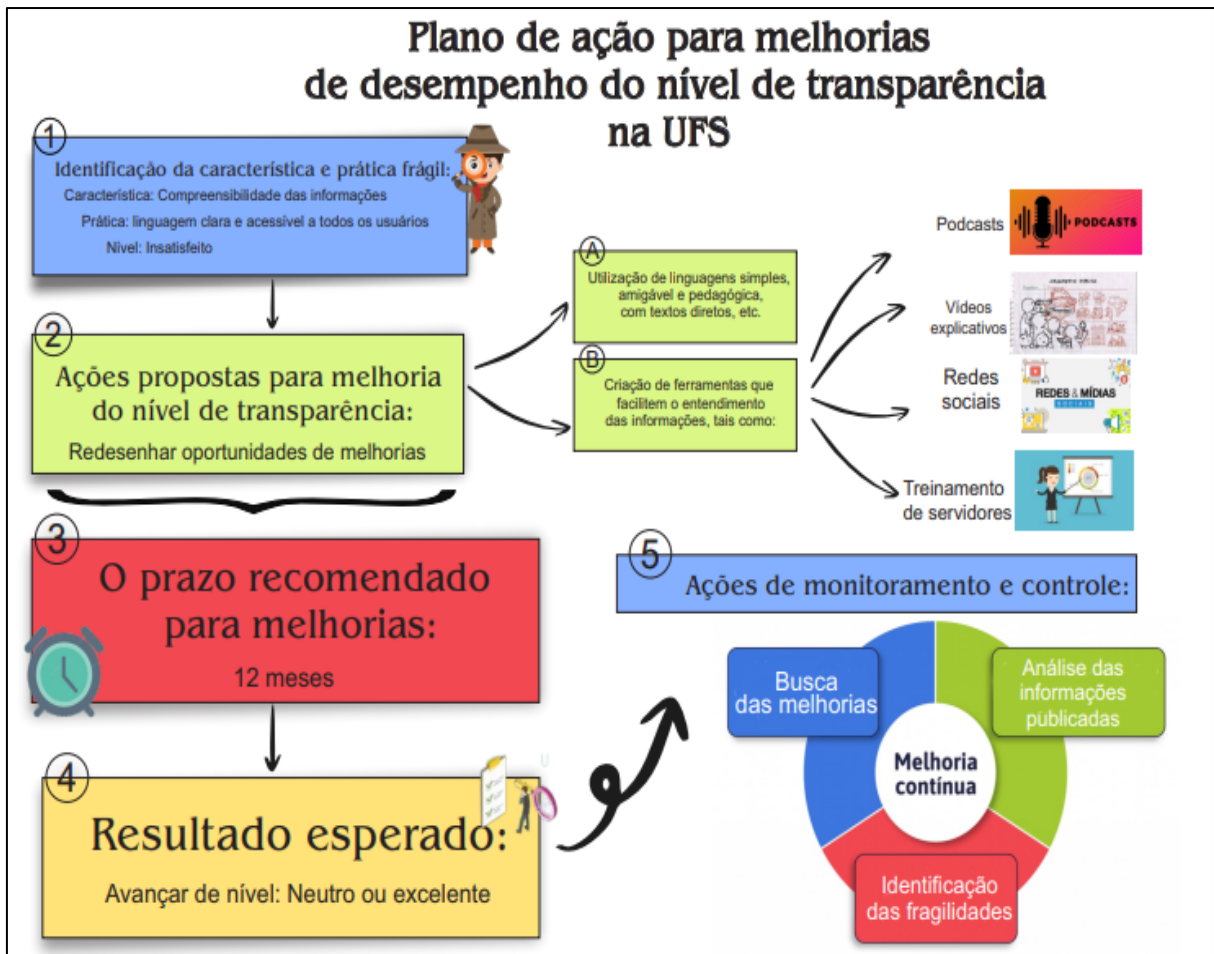 Plano de ação para melhorias
de desempenho do nível de transparência
na UFS
1
Identificação da característica e prática frágil:
Característica: Compreensibilidade das informações
Prática: linguagem clara e acessível a todos os usuários
Nível: Insatisfeito
2
Ações propostas para melhoria
do nível de transparência:
Redesenhar oportunidades de melhorias
A
Utilização de linguagens simples,
amigável e pedagógica,
com textos diretos, etc.
B
Criação de ferramentas que
facilitem o entendimento
das informações, tais como:
Podcasts
PODCASTS
Vídeos
explicativos
Redes
sociais
REDES & MÍDIAS
SOCIAIS
Treinamento
de servidores
3
O prazo recomendado
para melhorias:
12 meses
4
Resultado esperado:
Avançar de nível: Neutro ou excelente
5
Ações de monitoramento e controle:
Busca
das melhorias
Análise das
informações
publicadas
Melhoria
contínua
Identificação
das fragilidades